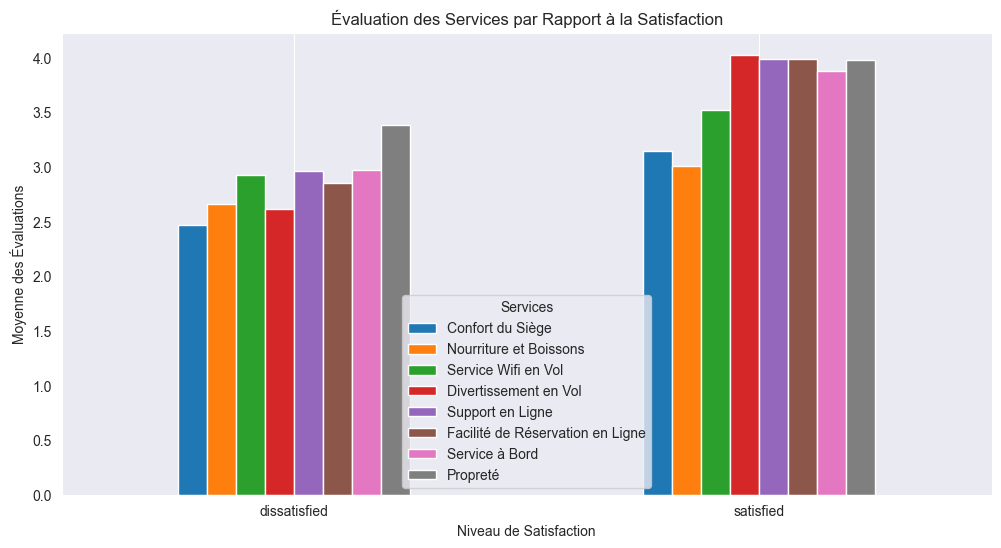 Évaluation des Services par Rapport à la Satisfaction
Moyenne des Évaluations
4.0
3.5
3.0
2.5
2.0
1.5
1.0
0.5
0.0
Services
Confort du Siège
Nourriture et Boissons
Service Wifi en Vol
Divertissement en Vol
Support en Ligne
Facilité de Réservation en Ligne
Service à Bord
Propreté
dissatisfied
satisfied
Niveau de Satisfaction